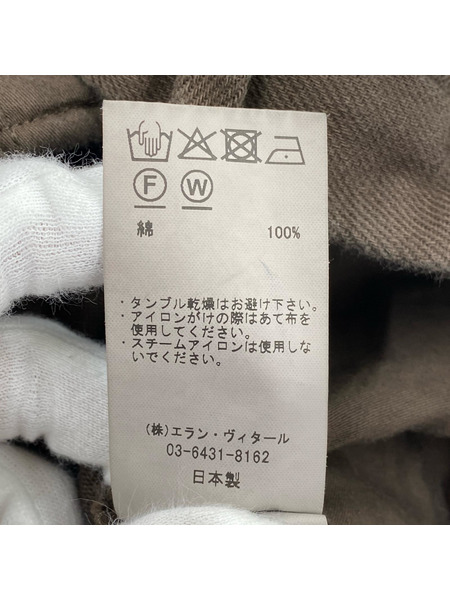 F W
綿 100%
・タンブル乾燥はお避け下さい。
・アイロンがけの際はあて布を
使用してください。
・スチームアイロンは使用しな
いでください。
(株)エラン・ヴィタール
03-6431-8162
日本製